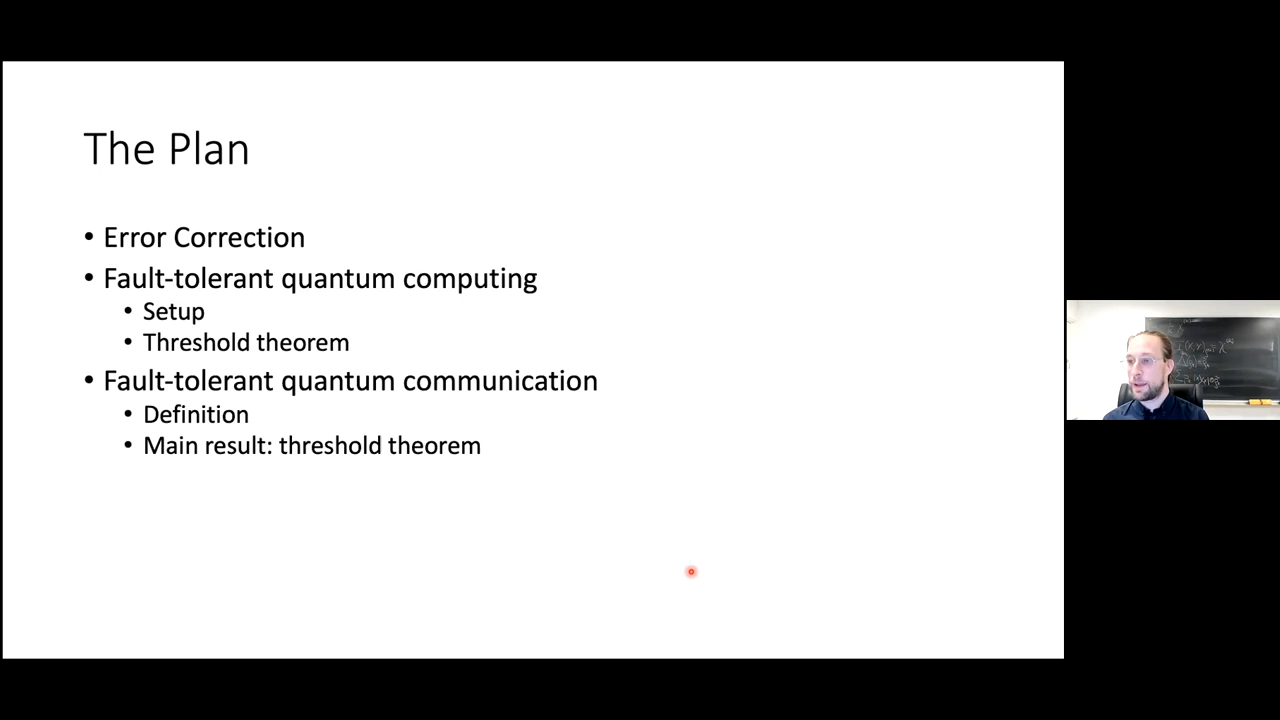 The Plan
• Error Correction
• Fault-tolerant quantum computing
• Setup
• Threshold theorem
• Fault-tolerant quantum communication
• Definition
• Main result: threshold theorem